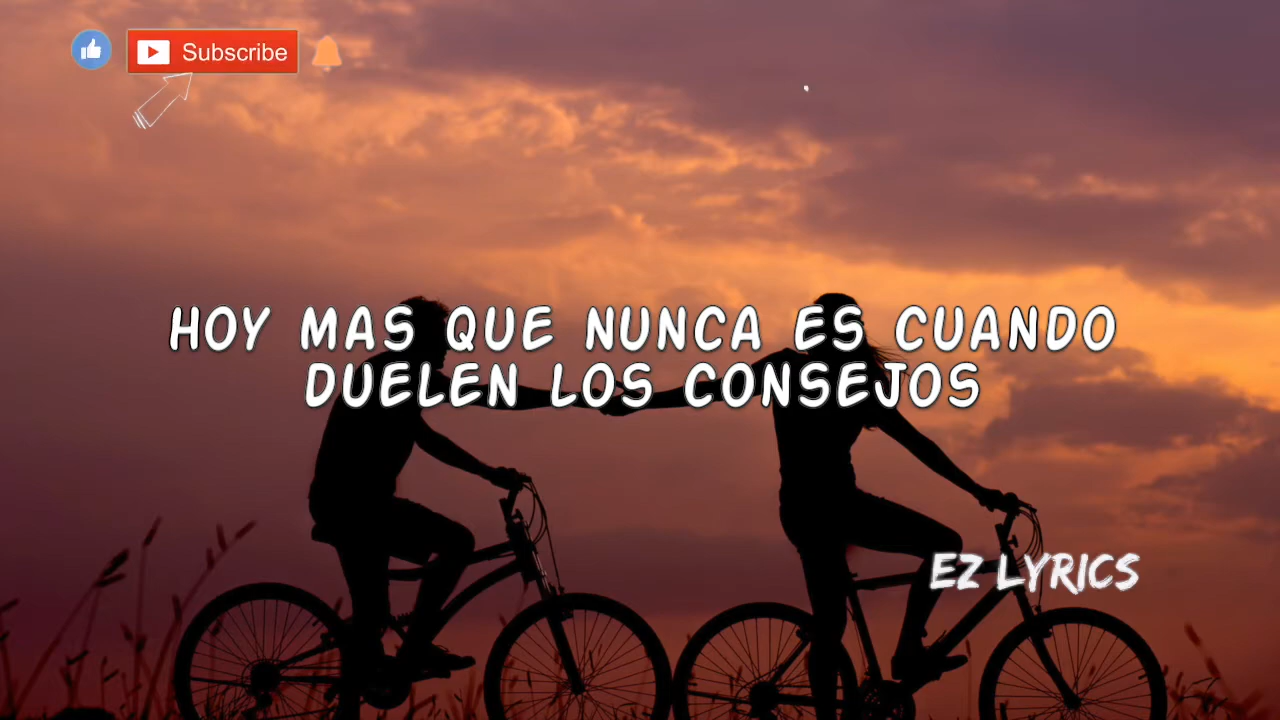 Subscribe
HOY MAS QUE NUNCA ES CUANDO
DUELEN LOS CONSEJOS
EZ LYRICS